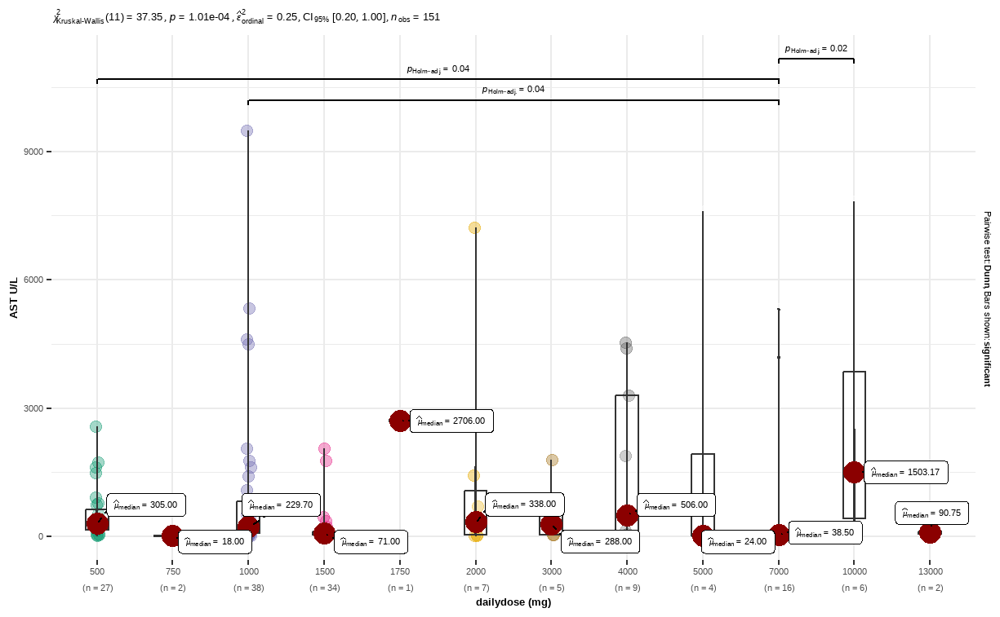 χ²Kruskal-Wallis(11) = 37.35, p = 1.01e-04, ε̂²ordinal = 0.25, CI95% [0.20, 1.00], nobs = 151
pHolm-adj. = 0.02
pHolm-adj. = 0.04
pHolm-adj. = 0.04
9000
6000
3000
0
AST U/L
μ̂median = 305.00
μ̂median = 18.00
μ̂median = 229.70
μ̂median = 71.00
μ̂median = 2706.00
μ̂median = 338.00
μ̂median = 288.00
μ̂median = 506.00
μ̂median = 24.00
μ̂median = 38.50
μ̂median = 1503.17
μ̂median = 90.75
500 750 1000 1500 1750 2000 3000 4000 5000 7000 10000 13000
(n = 27) (n = 2) (n = 38) (n = 34) (n = 1) (n = 7) (n = 5) (n = 9) (n = 4) (n = 16) (n = 6) (n = 2)
dailydose (mg)
Pairwise test: Dunn, Bars shown: significant